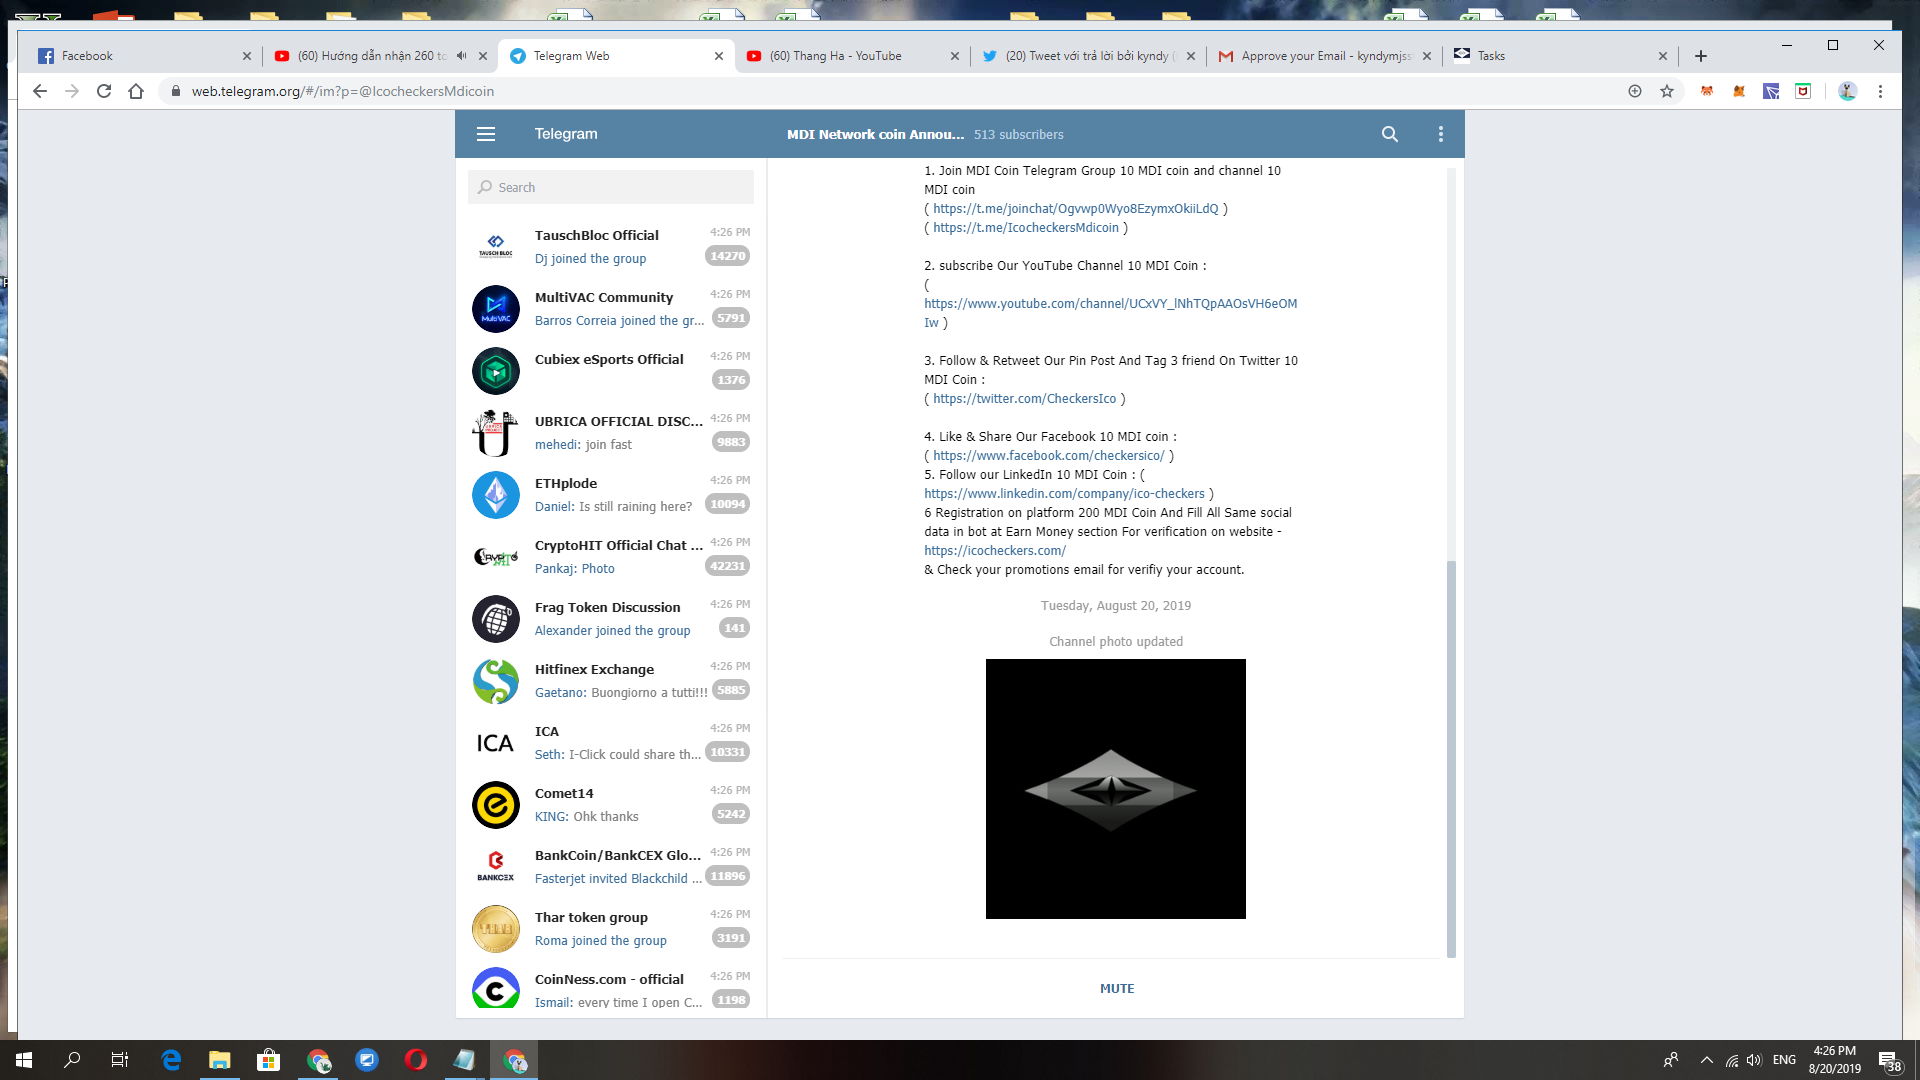 Facebook
(60) Hướng dẫn nhận 260 to
Telegram Web
(60) Thang Ha - YouTube
(20) Tweet với trả lời bởi kyndy (
Approve your Email - kyndymjss
Tasks
web.telegram.org/#/im?p=@IcocheckersMdicoin
Telegram
MDI Network coin Annou... 513 subscribers
Search
TauschBloc Official 4:26 PM
Dj joined the group 14270
MultiVAC Community 4:26 PM
Barros Correia joined the gr... 5791
Cubiex eSports Official 4:26 PM
1376
UBRICA OFFICIAL DISC... 4:26 PM
mehedi: join fast 9883
ETHplode 4:26 PM
Daniel: Is still raining here? 10094
CryptoHIT Official Chat ... 4:26 PM
Pankaj: Photo 42231
Frag Token Discussion 4:26 PM
Alexander joined the group 141
Hitfinex Exchange 4:26 PM
Gaetano: Buongiorno a tutti!!! 5885
ICA
ICA 4:26 PM
Seth: I-Click could share th... 10331
Comet14 4:26 PM
KING: Ohk thanks 5242
BANKCEX
BankCoin/BankCEX Glo... 4:26 PM
Fasterjet invited Blackchild ... 11896
Thar token group 4:26 PM
Roma joined the group 3191
CoinNess.com - official 4:26 PM
Ismail: every time I open C... 1198
1. Join MDI Coin Telegram Group 10 MDI coin and channel 10
MDI coin
( https://t.me/joinchat/Ogvwp0Wyo8EzymxOkiiLdQ )
( https://t.me/IcocheckersMdicoin )
2. subscribe Our YouTube Channel 10 MDI Coin :
(
https://www.youtube.com/channel/UCxVY_lNhTQpAAOsVH6eOM
Iw )
3. Follow & Retweet Our Pin Post And Tag 3 friend On Twitter 10
MDI Coin :
( https://twitter.com/CheckersIco )
4. Like & Share Our Facebook 10 MDI coin :
( https://www.facebook.com/checkersico/ )
5. Follow our LinkedIn 10 MDI Coin : (
https://www.linkedin.com/company/ico-checkers )
6 Registration on platform 200 MDI Coin And Fill All Same social
data in bot at Earn Money section For verification on website -
https://icocheckers.com/
& Check your promotions email for verifiy your account.
Tuesday, August 20, 2019
Channel photo updated
MUTE
ENG
4:26 PM
8/20/2019
38